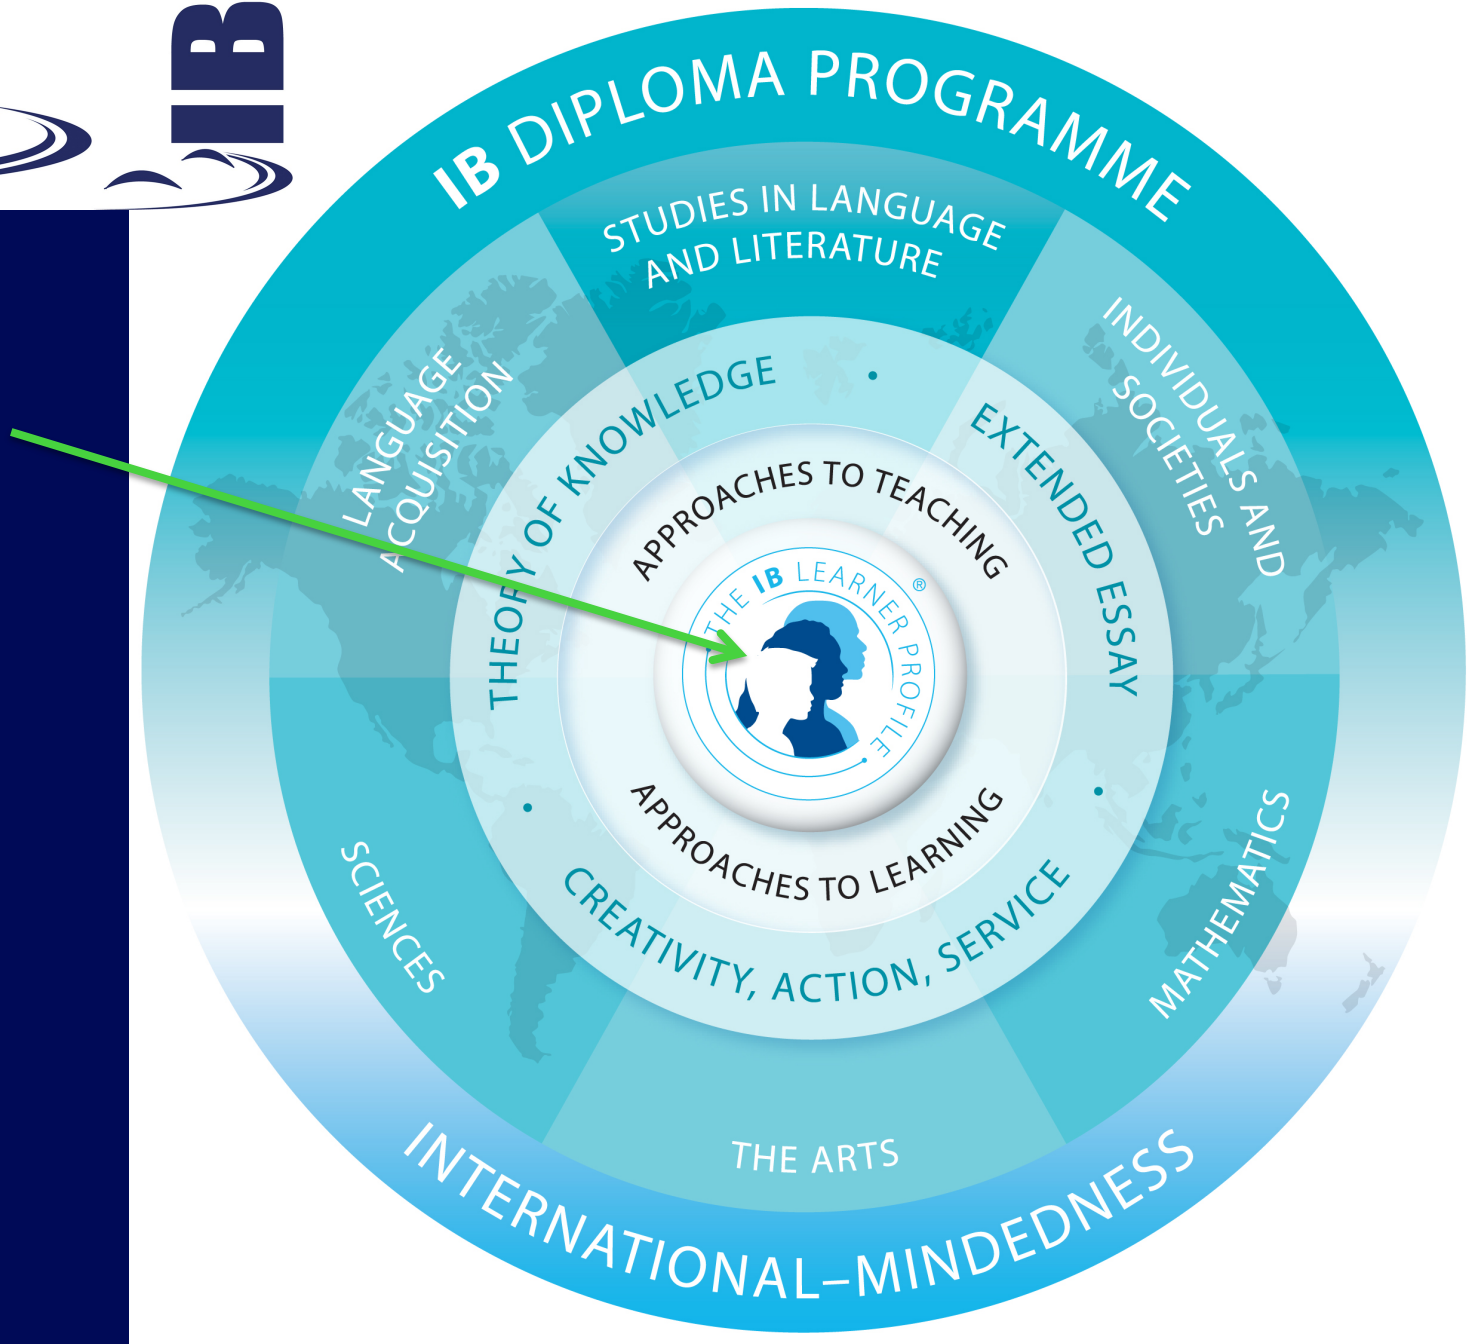 IB
IB DIPLOMA PROGRAMME
STUDIES IN LANGUAGE
AND LITERATURE
LANGUAGE
ACQUISITION
INDIVIDUALS AND
SOCIETIES
THEORY OF KNOWLEDGE
EXTENDED ESSAY
APPROACHES TO TEACHING
THE IB LEARNER PROFILE
®
APPROACHES TO LEARNING
CREATIVITY, ACTION, SERVICE
SCIENCES
MATHEMATICS
THE ARTS
INTERNATIONAL–MINDEDNESS